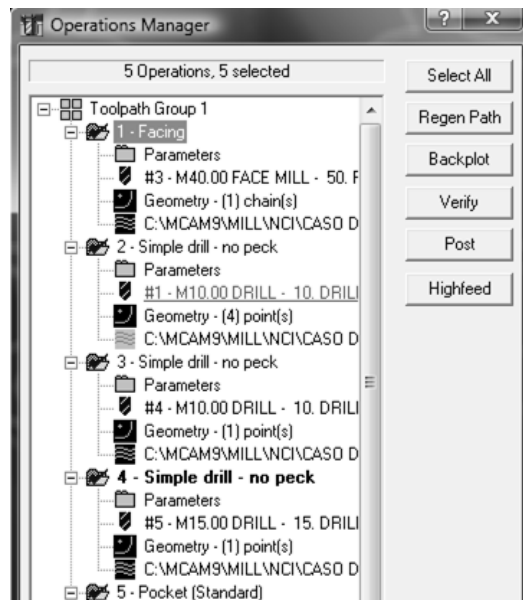 Operations Manager
5 Operations, 5 selected
Select All
Regen Path
Backplot
Verify
Post
Highfeed
Toolpath Group 1
1 - Facing
Parameters
#3 - M40.00 FACE MILL - 50. F
Geometry - (1) chain(s)
C:\MCAM9\MILL\NCI\CASO D
2 - Simple drill - no peck
Parameters
#1 - M10.00 DRILL - 10. DRILI
Geometry - (4) point(s)
C:\MCAM9\MILL\NCI\CASO D
3 - Simple drill - no peck
Parameters
#4 - M10.00 DRILL - 10. DRILI
Geometry - (1) point(s)
C:\MCAM9\MILL\NCI\CASO D
4 - Simple drill - no peck
Parameters
#5 - M15.00 DRILL - 15. DRILI
Geometry - (1) point(s)
C:\MCAM9\MILL\NCI\CASO D
5 - Pocket (Standard)